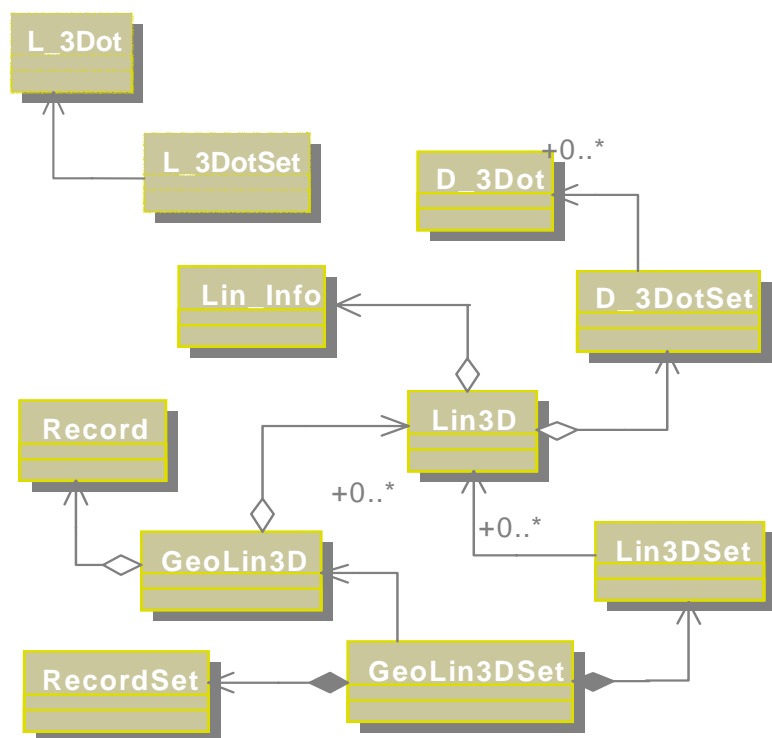 L_3Dot
L_3DotSet
+0..*
D_3Dot
Lin_Info
D_3DotSet
Record
Lin3D
+0..*
+0..*
GeoLin3D
Lin3DSet
RecordSet
GeoLin3DSet